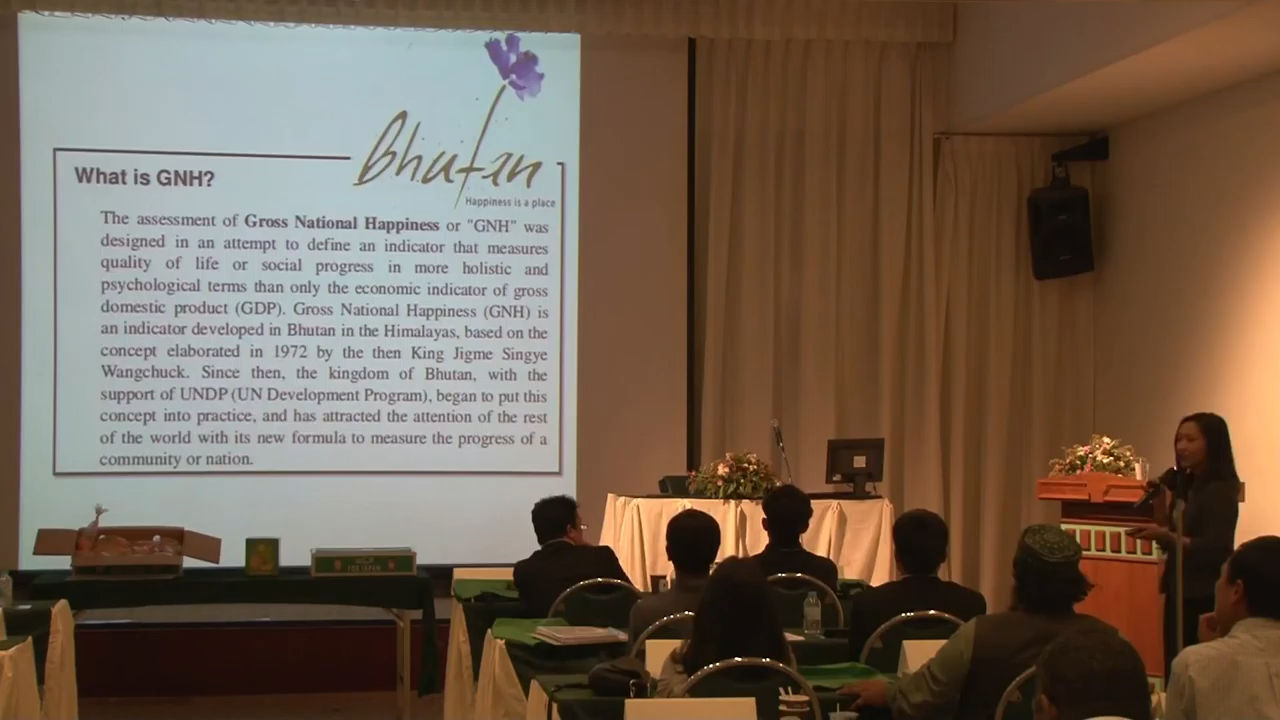 Bhutan
Happiness is a place
What is GNH?
The assessment of Gross National Happiness or "GNH" was
designed in an attempt to define an indicator that measures
quality of life or social progress in more holistic and
psychological terms than only the economic indicator of gross
domestic product (GDP). Gross National Happiness (GNH) is
an indicator developed in Bhutan in the Himalayas, based on the
concept elaborated in 1972 by the then King Jigme Singye
Wangchuck. Since then, the kingdom of Bhutan, with the
support of UNDP (UN Development Program), began to put this
concept into practice, and has attracted the attention of the rest
of the world with its new formula to measure the progress of a
community or nation.